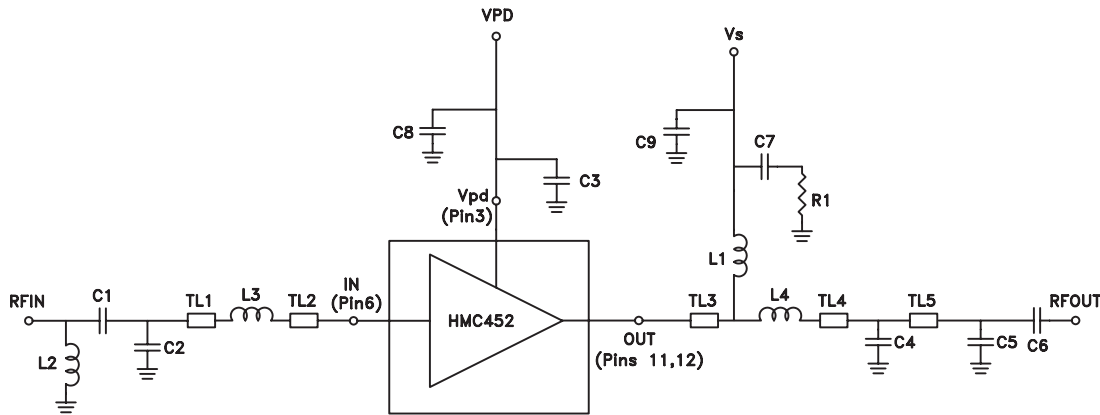 VPD
Vs
C8
C9
C7
C3
Vpd
(Pin3)
R1
L1
IN
(Pin6)
RFIN
C1
TL1
L3
TL2
HMC452
TL3
L4
TL4
TL5
RFOUT
L2
C2
OUT
(Pins 11,12)
C4
C5
C6